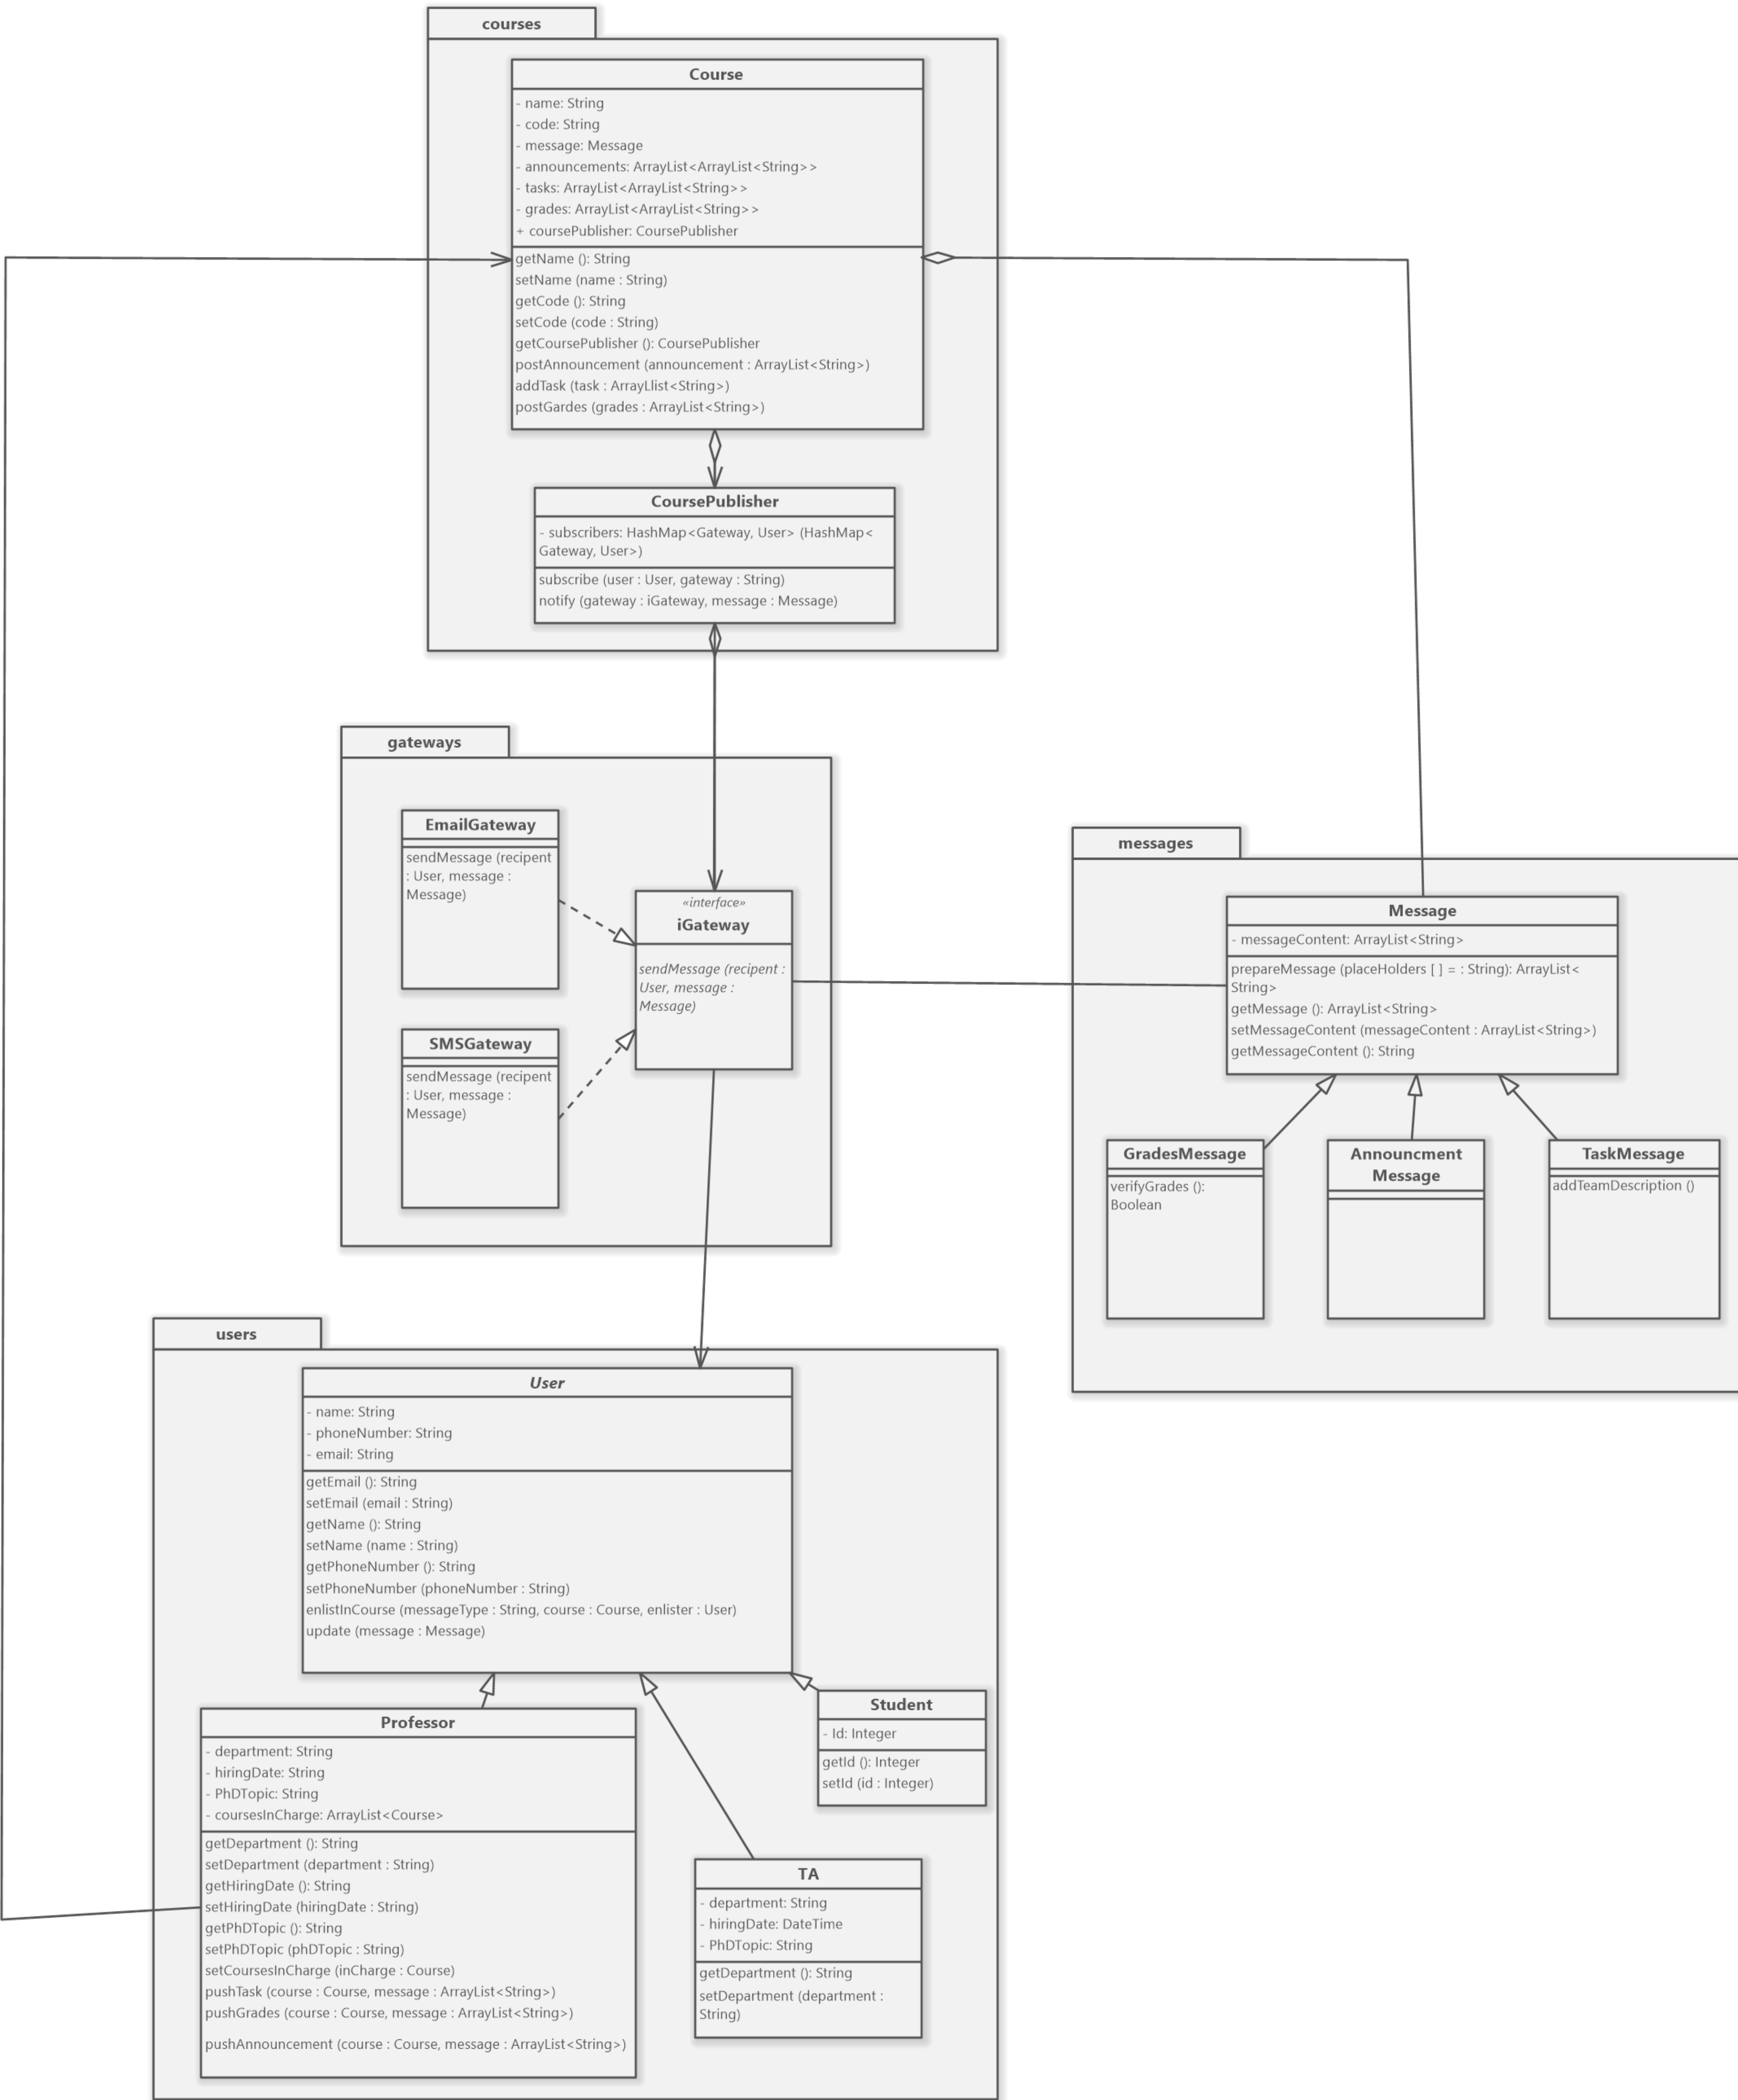 courses
Course
- name: String
- code: String
- message: Message
- announcements: ArrayList<ArrayList<String>>
- tasks: ArrayList<ArrayList<String>>
- grades: ArrayList<ArrayList<String>>
+ coursePublisher: CoursePublisher
getName (): String
setName (name : String)
getCode (): String
setCode (code : String)
getCoursePublisher (): CoursePublisher
postAnnouncement (announcement : ArrayList<String>)
addTask (task : ArrayLlist<String>)
postGardes (grades : ArrayList<String>)
CoursePublisher
- subscribers: HashMap<Gateway, User> (HashMap<
Gateway, User>)
subscribe (user : User, gateway : String)
notify (gateway : iGateway, message : Message)
gateways
EmailGateway
sendMessage (recipent
: User, message :
Message)
«interface»
iGateway
sendMessage (recipent :
User, message :
Message)
SMSGateway
sendMessage (recipent
: User, message :
Message)
messages
Message
- messageContent: ArrayList<String>
prepareMessage (placeHolders [ ] = : String): ArrayList<
String>
getMessage (): ArrayList<String>
setMessageContent (messageContent : ArrayList<String>)
getMessageContent (): String
GradesMessage
verifyGrades ():
Boolean
Announcment
Message
TaskMessage
addTeamDescription ()
users
User
- name: String
- phoneNumber: String
- email: String
getEmail (): String
setEmail (email : String)
getName (): String
setName (name : String)
getPhoneNumber (): String
setPhoneNumber (phoneNumber : String)
enlistInCourse (messageType : String, course : Course, enlister : User)
update (message : Message)
Professor
- department: String
- hiringDate: String
- PhDTopic: String
- coursesInCharge: ArrayList<Course>
getDepartment (): String
setDepartment (department : String)
getHiringDate (): String
setHiringDate (hiringDate : String)
getPhDTopic (): String
setPhDTopic (phDTopic : String)
setCoursesInCharge (inCharge : Course)
pushTask (course : Course, message : ArrayList<String>)
pushGrades (course : Course, message : ArrayList<String>)
pushAnnouncement (course : Course, message : ArrayList<String>)
Student
- Id: Integer
getId (): Integer
setId (id : Integer)
TA
- department: String
- hiringDate: DateTime
- PhDTopic: String
getDepartment (): String
setDepartment (department :
String)